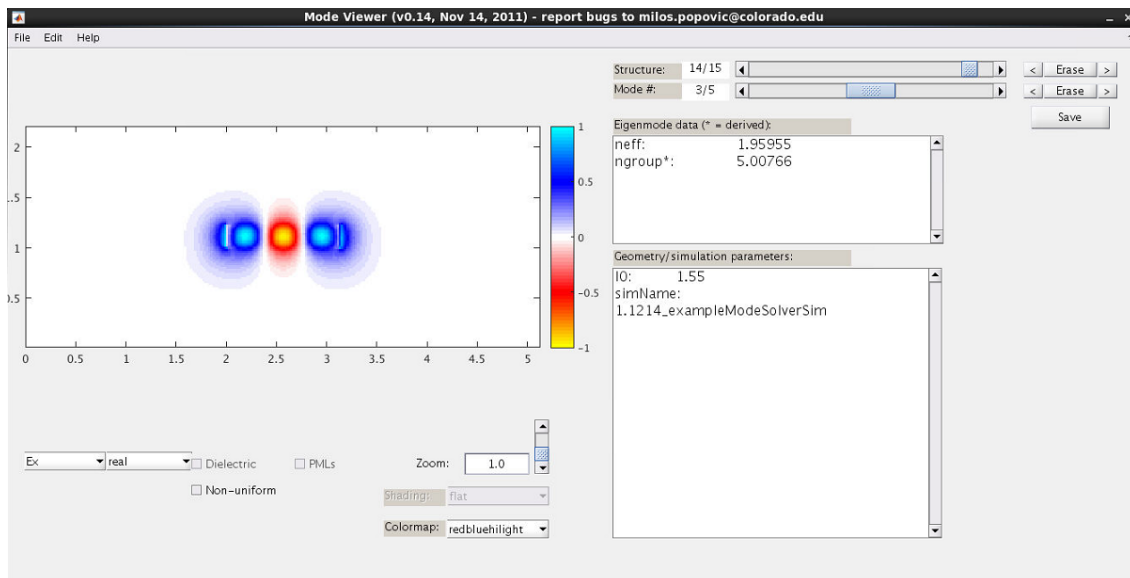 Mode Viewer (v0.14, Nov 14, 2011) - report bugs to milos.popovic@colorado.edu
File Edit Help
Structure: 14/15 < Erase >
Mode #: 3/5 < Erase >
Save
Eigenmode data (* = derived):
neff: 1.95955
ngroup*: 5.00766
Geometry/simulation parameters:
l0: 1.55
simName:
1.1214_exampleModeSolverSim
2
1.5
1
0.5
0 0.5 1 1.5 2 2.5 3 3.5 4 4.5 5
1
0.5
0
-0.5
-1
Ex real Dielectric PMLs Zoom: 1.0
Non-uniform
Shading: flat
Colormap: redbluehilight